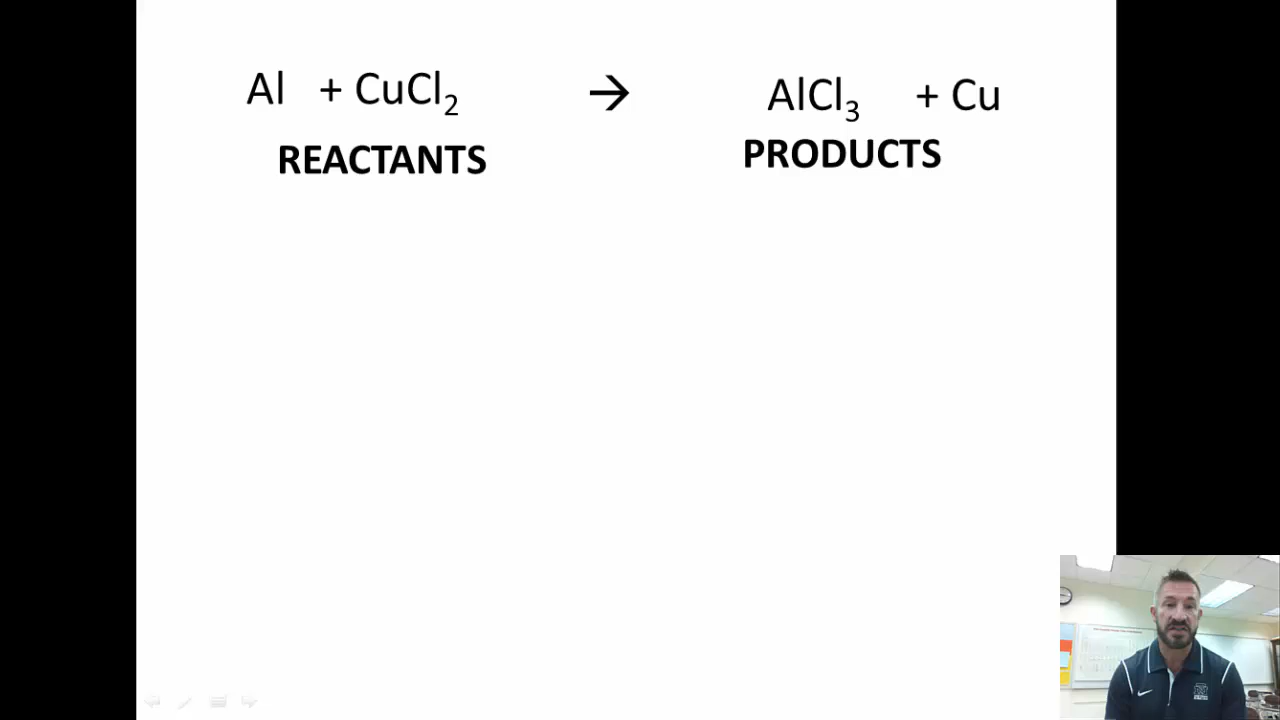 Al + CuCl₂ → AlCl₃ + Cu
REACTANTS PRODUCTS